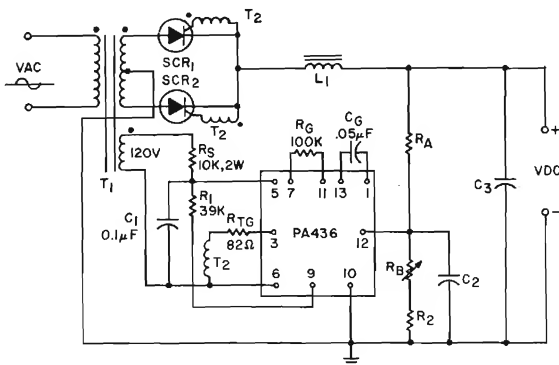 T2
SCR1
SCR2
T2
VAC
T1
120V
RS
10K,2W
R1
39K
C1
0.1μF
RTG
82Ω
T2
RG
100K
CG
.05μF
5
7
11
13
1
3
PA436
12
6
9
10
L1
RA
RB
R2
C2
C3
+
VDC
−